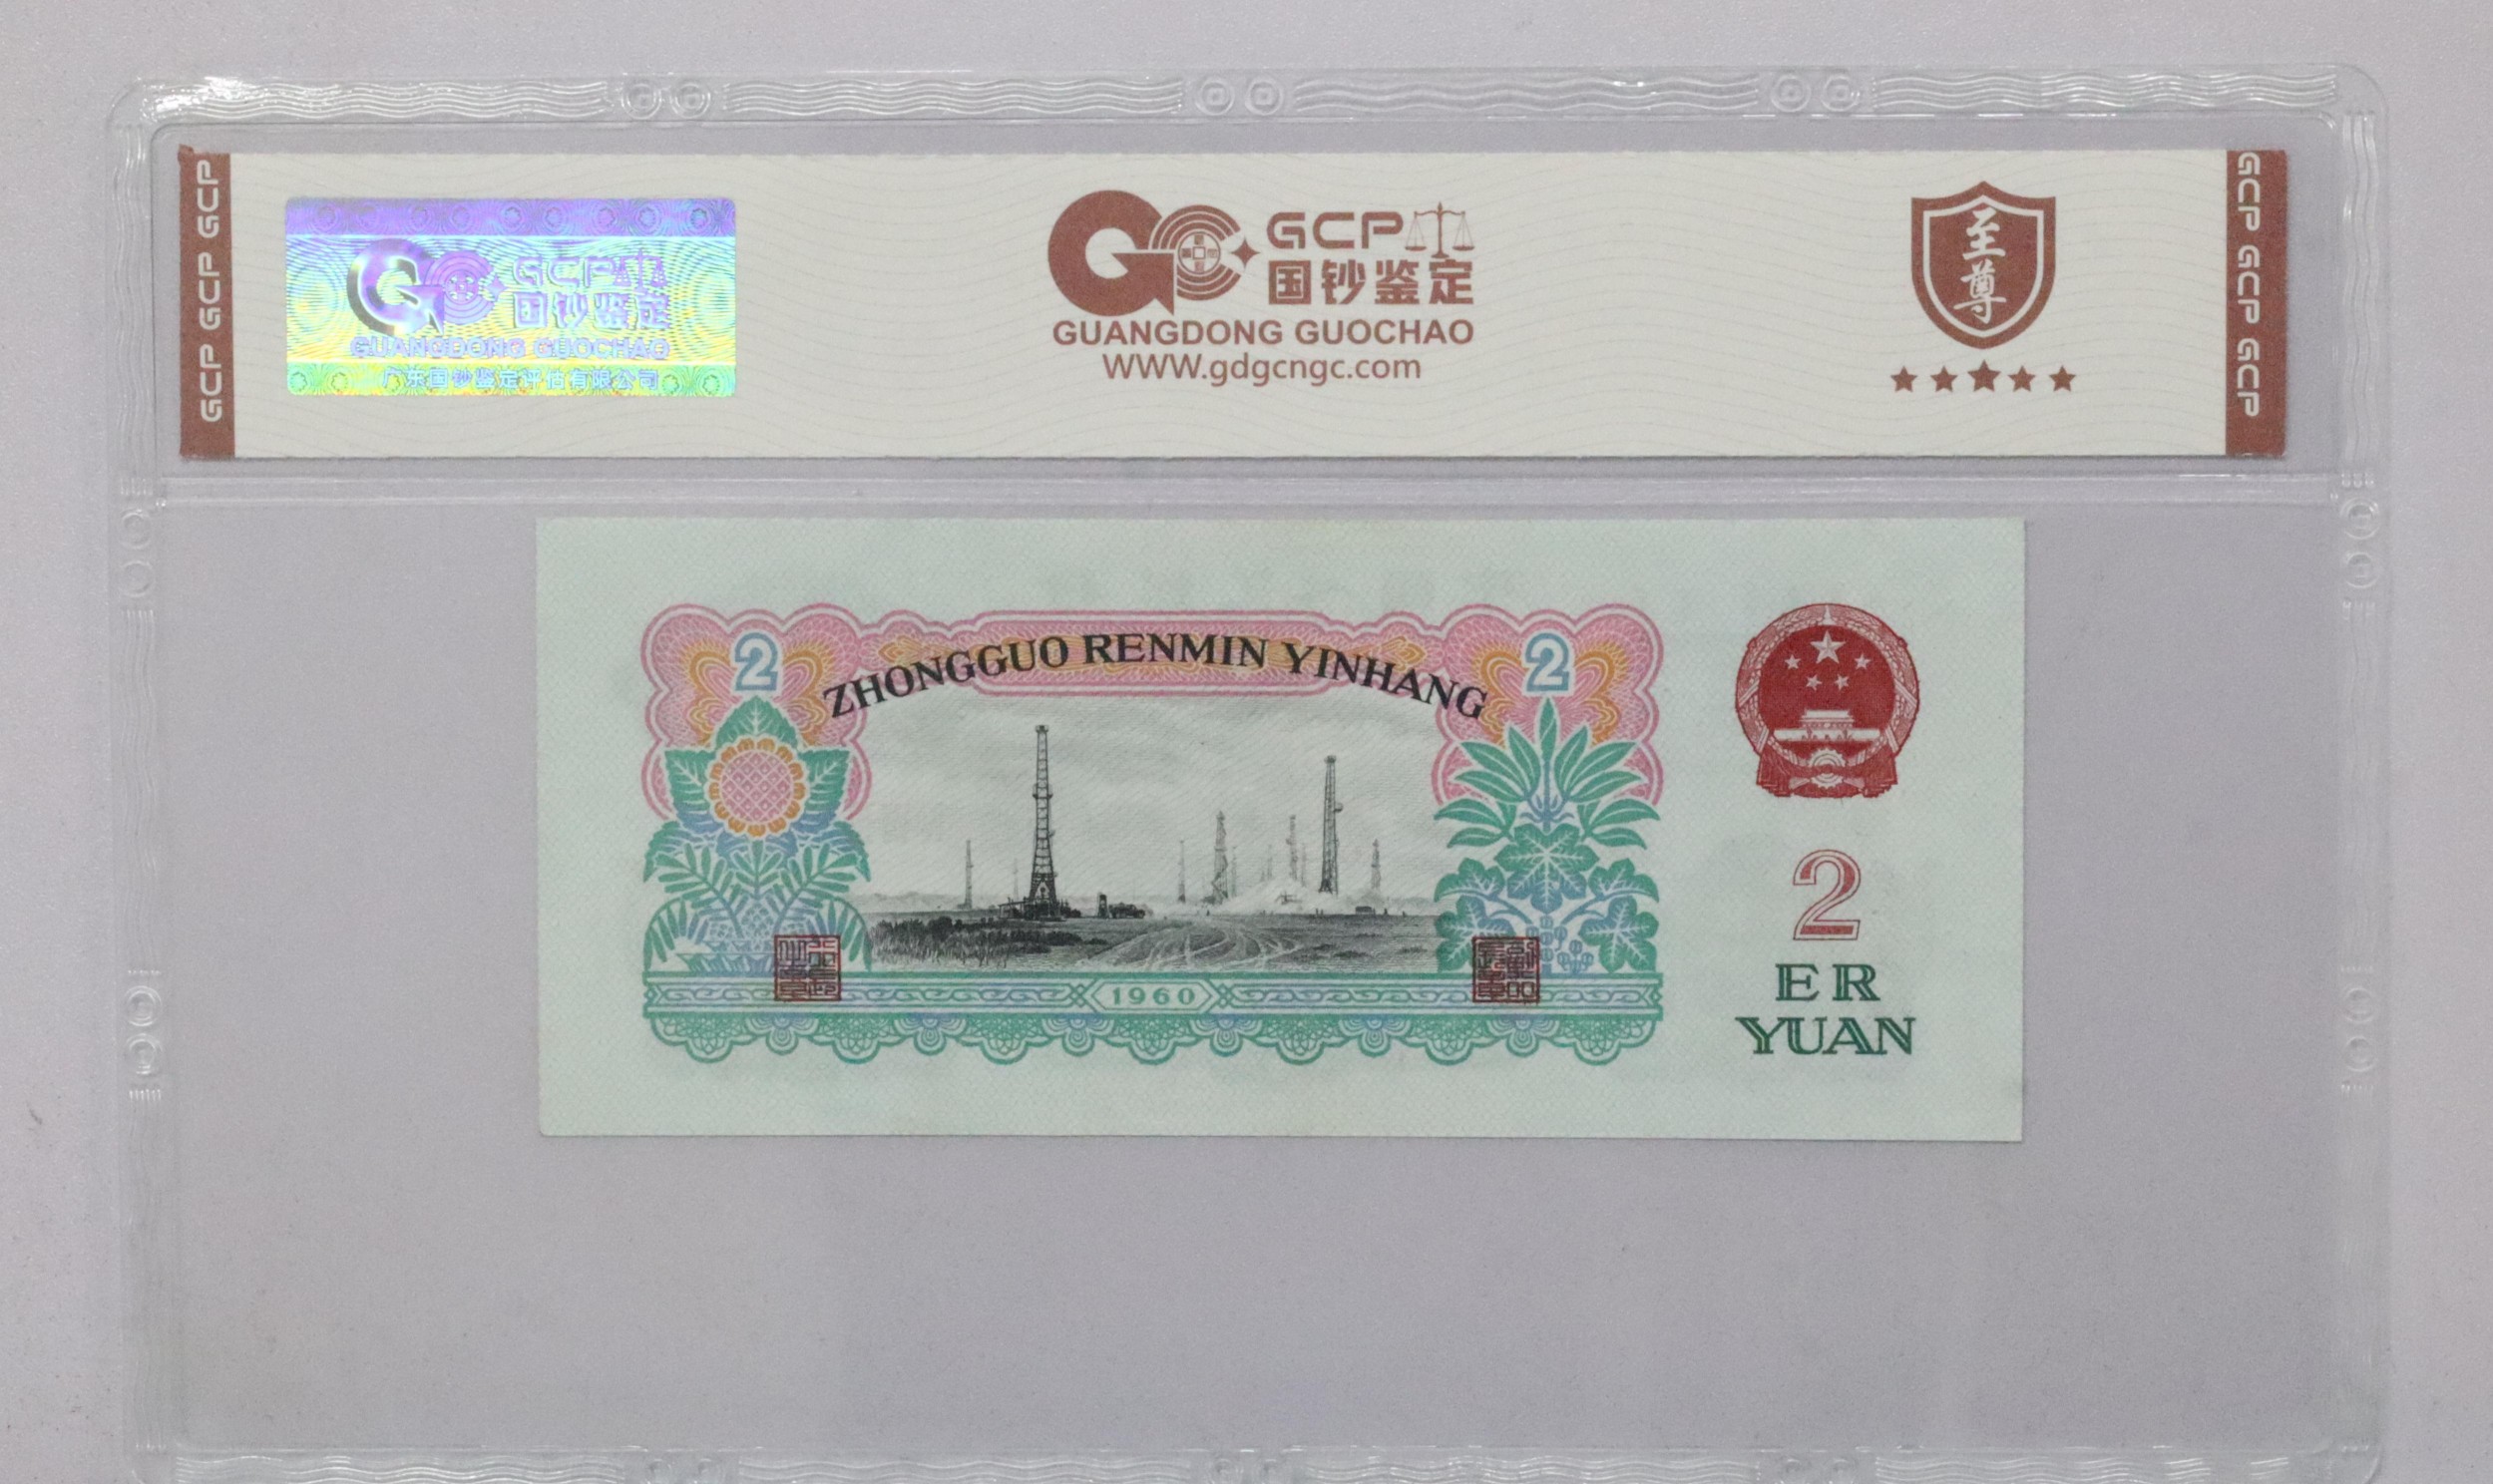 GCP GCP GCP
GCP
国钞鉴定
GUANGDONG GUOCHAO
广东国钞鉴定评估有限公司
GCP
国钞鉴定
GUANGDONG GUOCHAO
WWW.gdgcngc.com
至尊
GCP GCP GCP
2
ZHONGGUO RENMIN YINHANG
2
1960
2
ER
YUAN